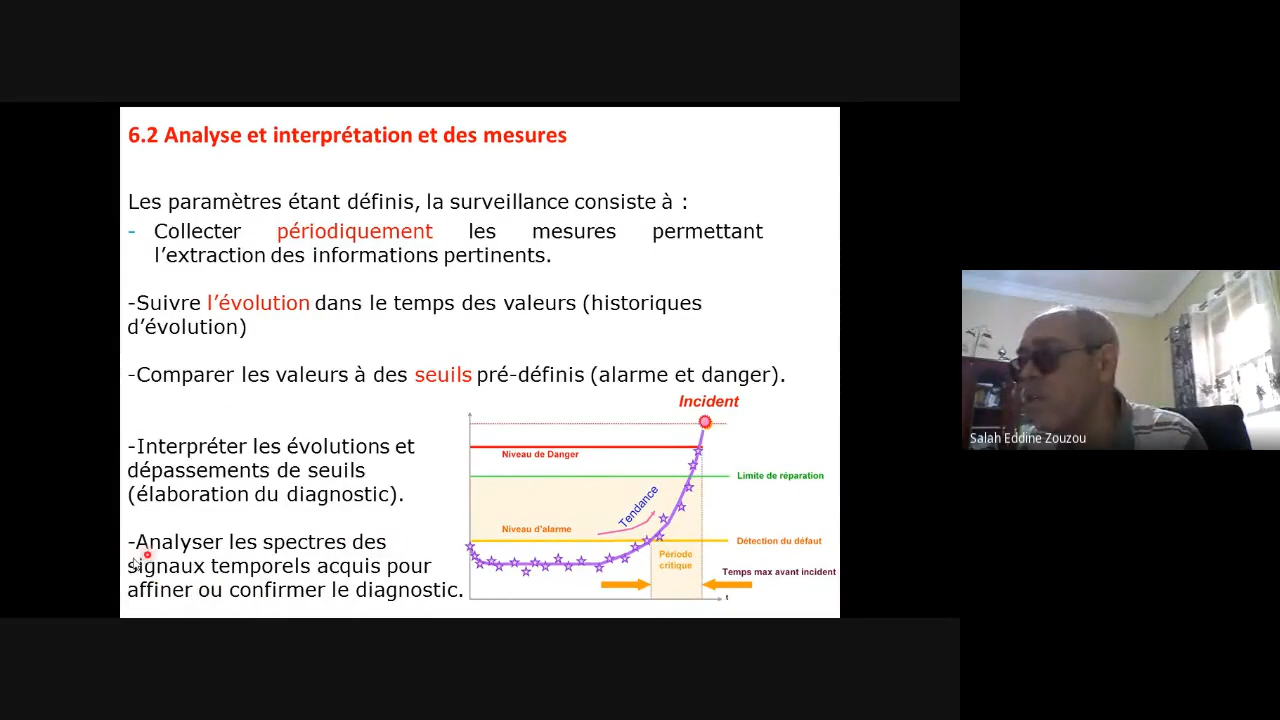 6.2 Analyse et interprétation et des mesures
Les paramètres étant définis, la surveillance consiste à :
- Collecter périodiquement les mesures permettant
l’extraction des informations pertinents.
-Suivre l’évolution dans le temps des valeurs (historiques
d’évolution)
-Comparer les valeurs à des seuils pré-définis (alarme et danger).
-Interpréter les évolutions et
dépassements de seuils
(élaboration du diagnostic).
-Analyser les spectres des
signaux temporels acquis pour
affiner ou confirmer le diagnostic.
Incident
Niveau de Danger
Limite de réparation
Tendance
Niveau d’alarme
Détection du défaut
Période
critique
Temps max avant incident
t
Salah Eddine Zouzou